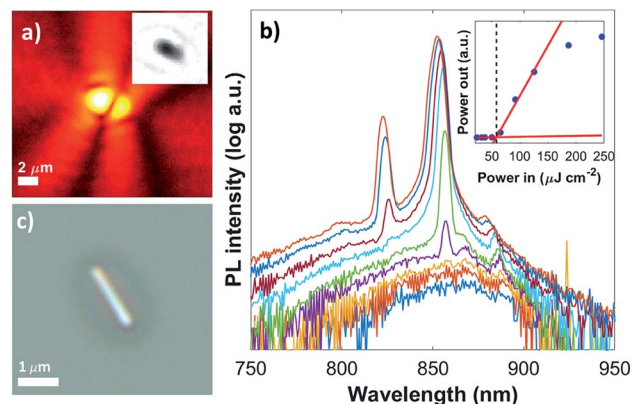 a)
2 μm
c)
1 μm
b)
PL intensity (log a.u.)
750 800 850 900 950
Wavelength (nm)
Power out (a.u.)
50 100 150 200 250
Power in (μJ cm⁻²)